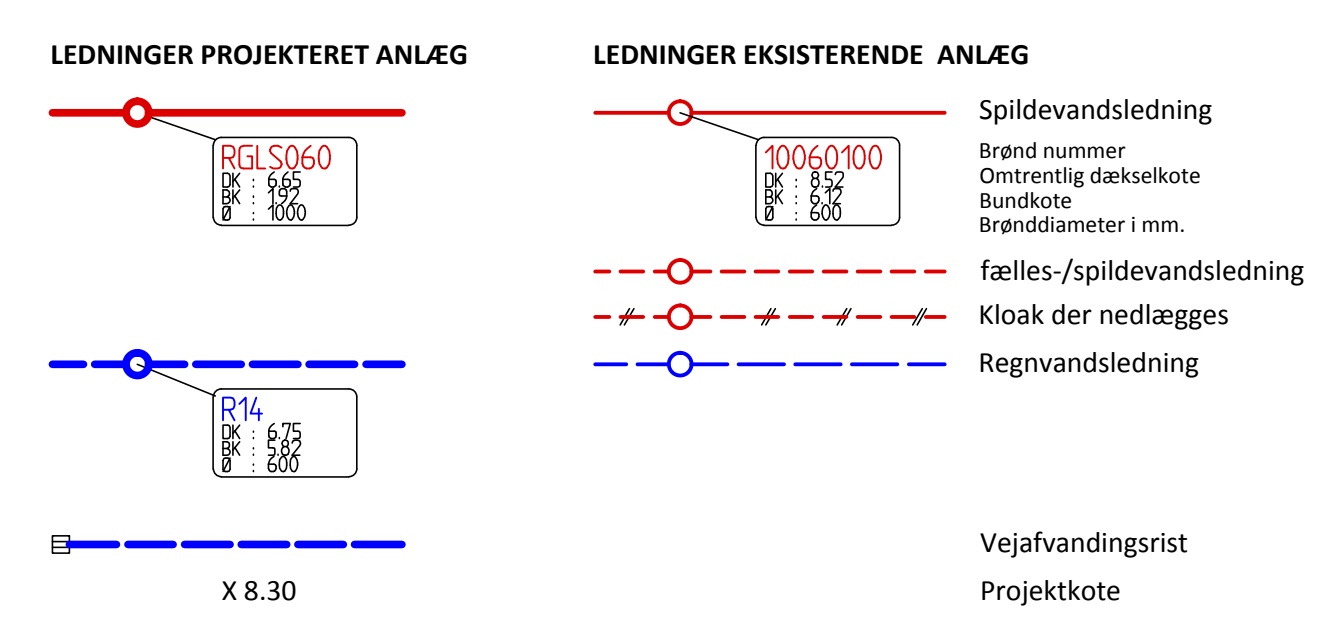 LEDNINGER PROJEKTERET ANLÆG
LEDNINGER EKSISTERENDE ANLÆG
Spildevandsledning
RGLS060
DK : 6.65
BK : 1.92
Ø : 1000
10060100
DK : 8.52
BK : 6.12
Ø : 600
Brønd nummer
Omtrentlig dækselkote
Bundkote
Brønddiameter i mm.
fælles-/spildevandsledning
Kloak der nedlægges
Regnvandsledning
R14
DK : 6.75
BK : 5.82
Ø : 600
Vejafvandingsrist
X 8.30
Projektkote